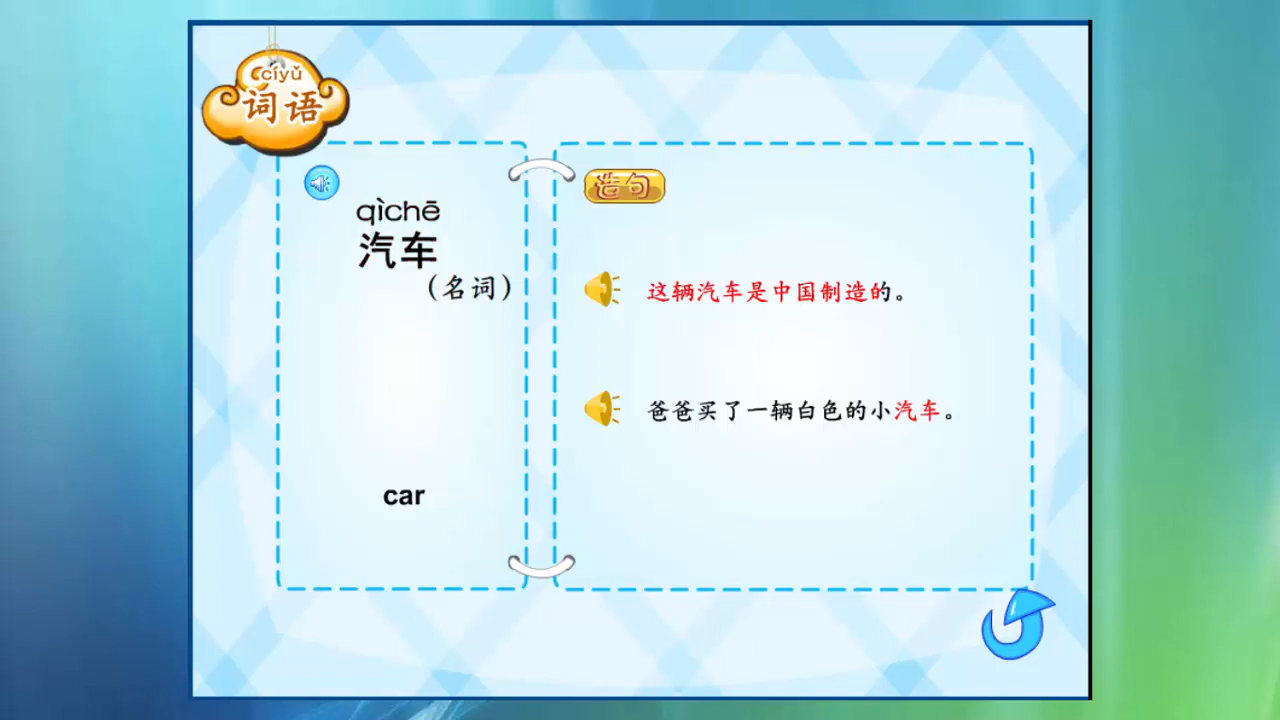 cíyǔ
词语
qìchē
汽车
（名词）
car
造句
这辆汽车是中国制造的。
爸爸买了一辆白色的小汽车。